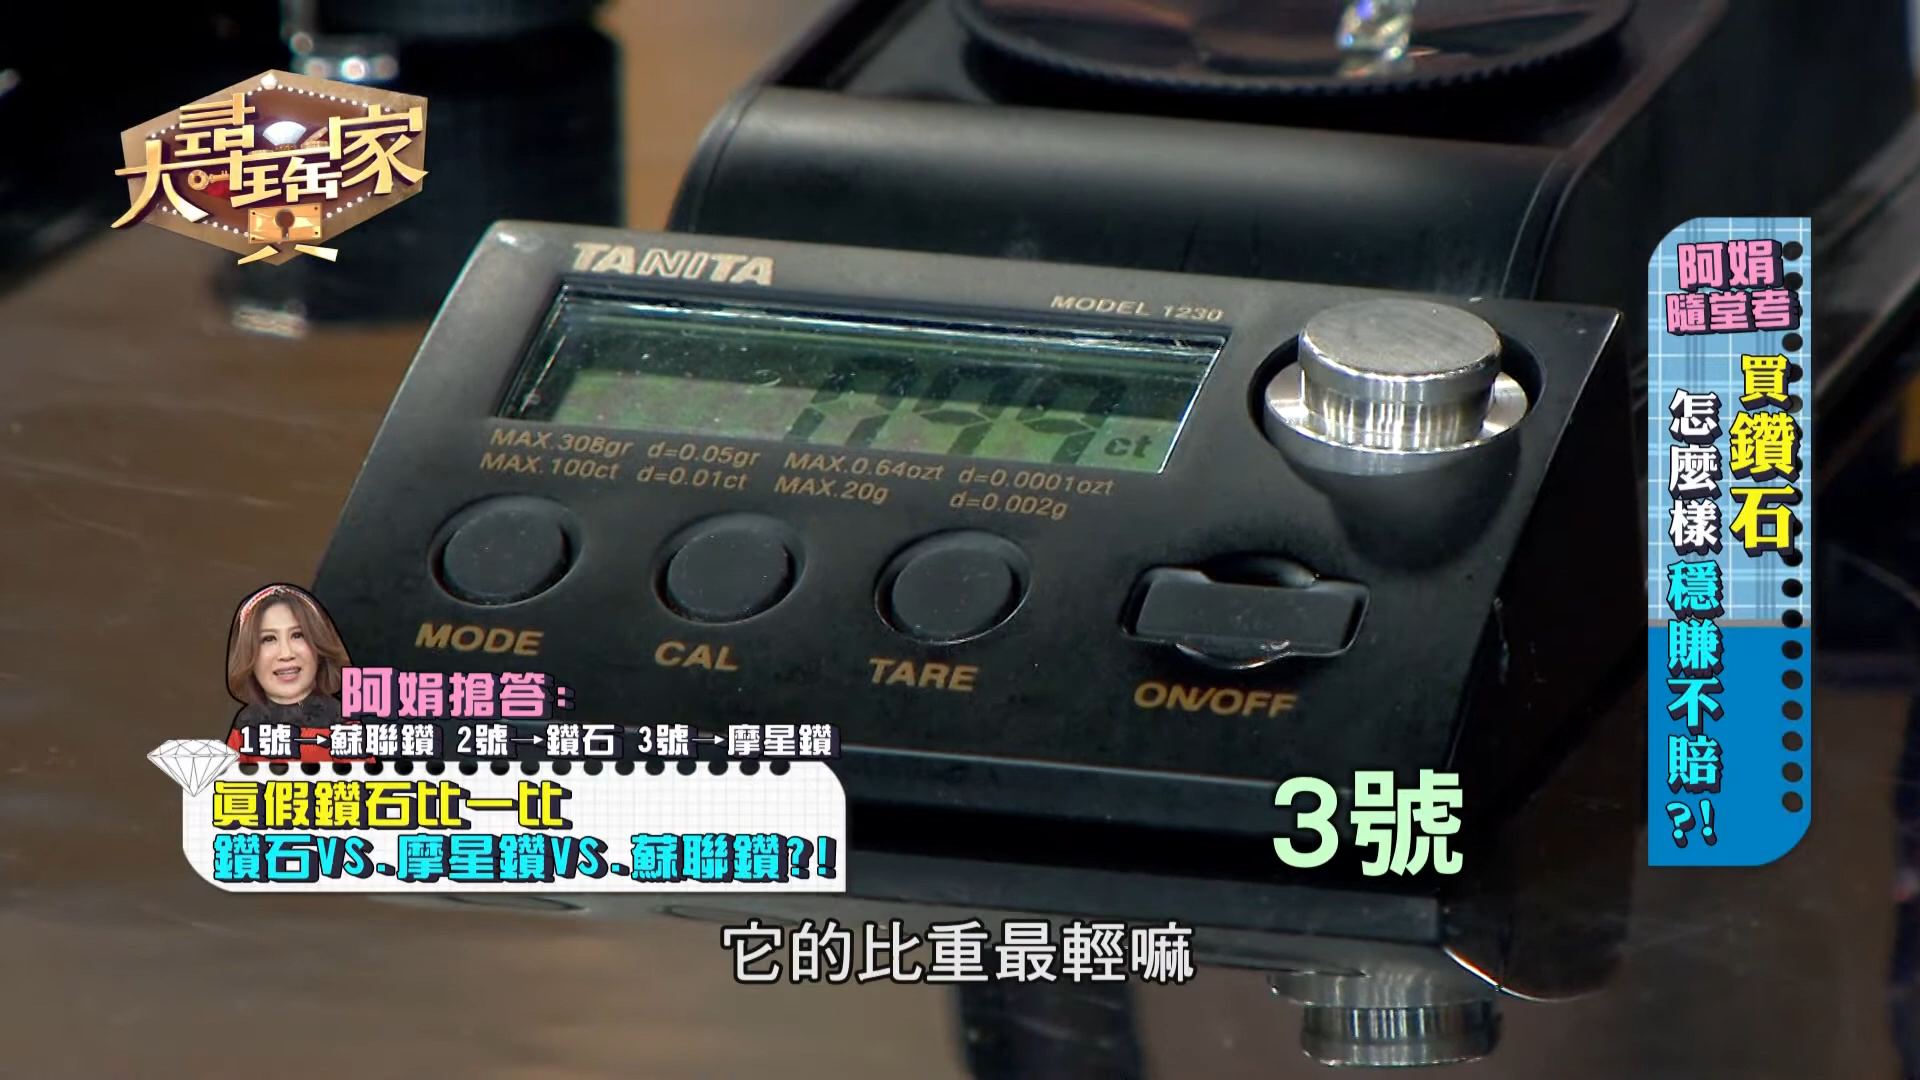 大尋寶家
TANITA
MODEL 1230
ct
MAX.308gr d=0.05gr MAX.0.64ozt d=0.0001ozt
MAX.100ct d=0.01ct MAX.20g d=0.002g
MODE
CAL
TARE
ON/OFF
阿娟
隨堂考
買鑽石
怎麼樣穩賺不賠?!
阿娟搶答:
1號→蘇聯鑽 2號→鑽石 3號→摩星鑽
真假鑽石比一比
鑽石VS.摩星鑽VS.蘇聯鑽?!
3號
它的比重最輕嘛